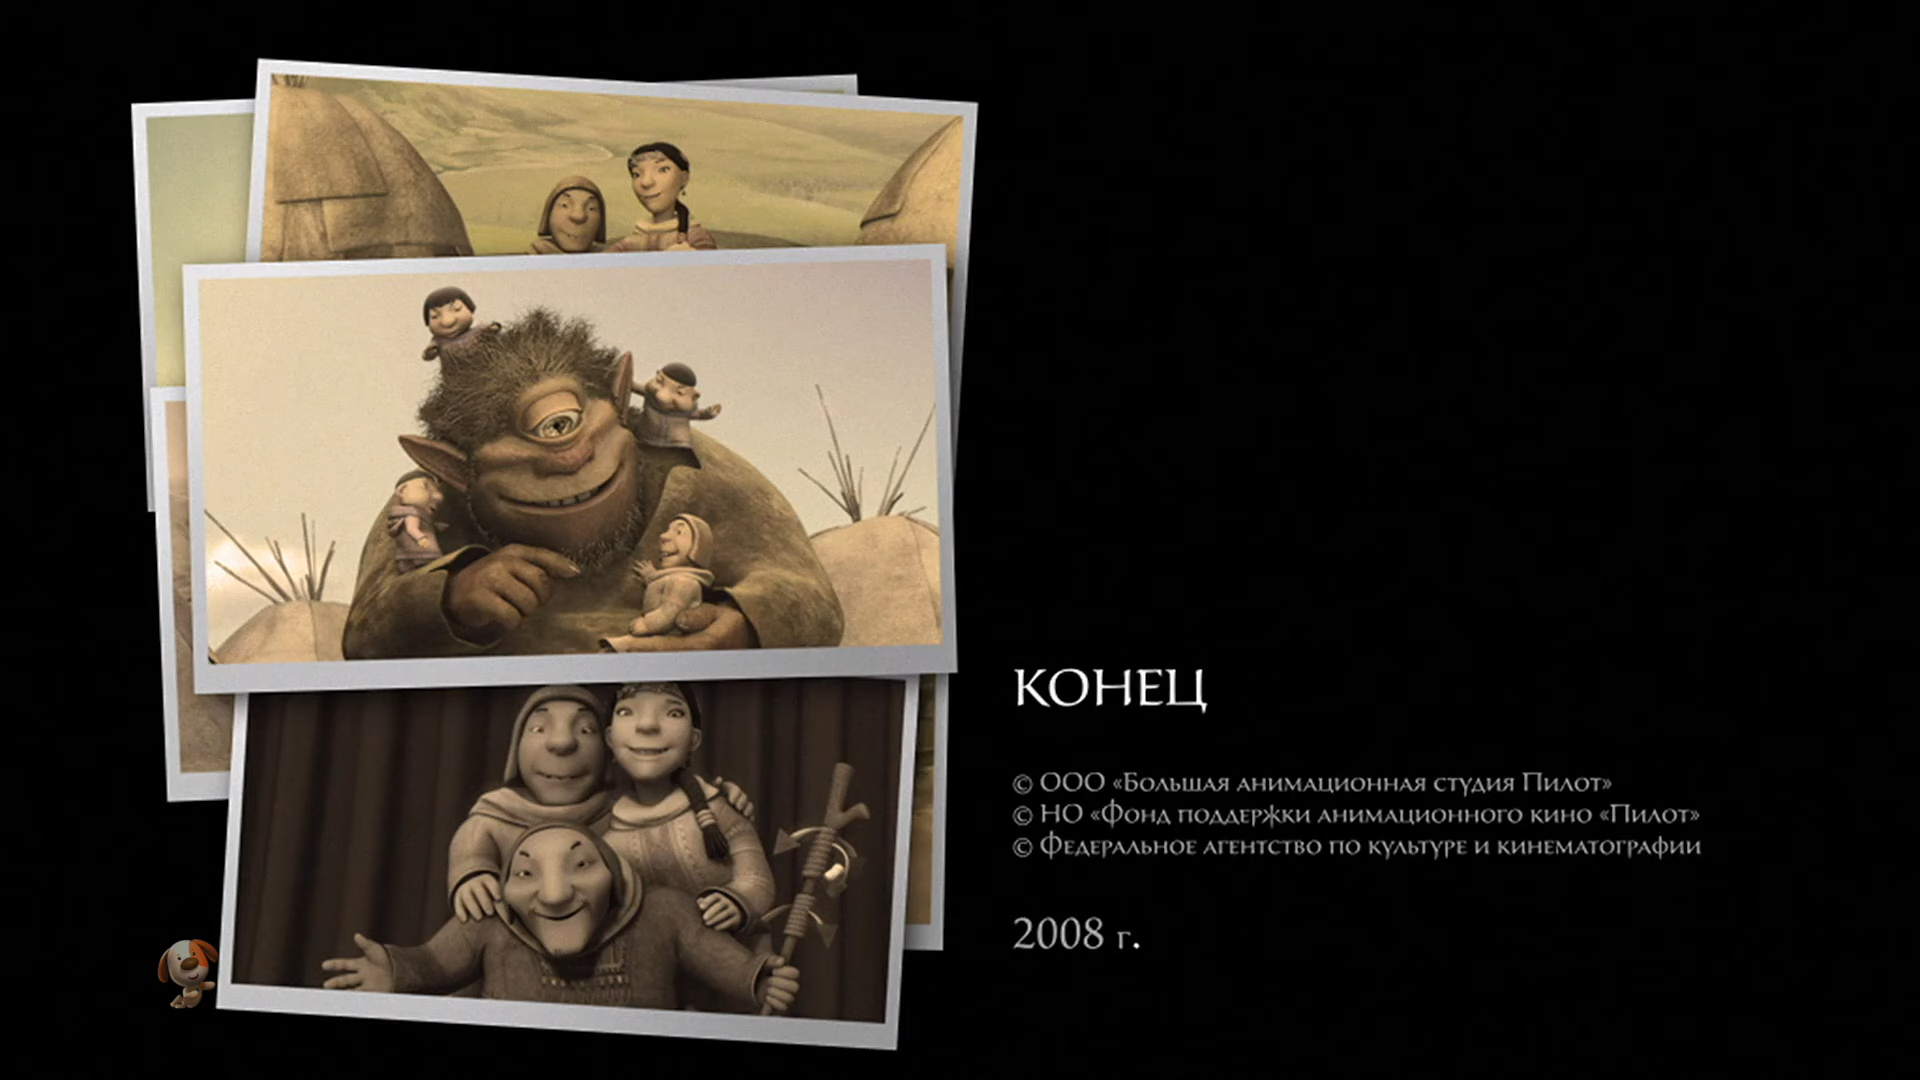 КОНЕЦ
© ООО «Большая анимационная студия Пилот»
© НО «Фонд поддержки анимационного кино «Пилот»
© Федеральное агентство по культуре и кинематографии
2008 г.